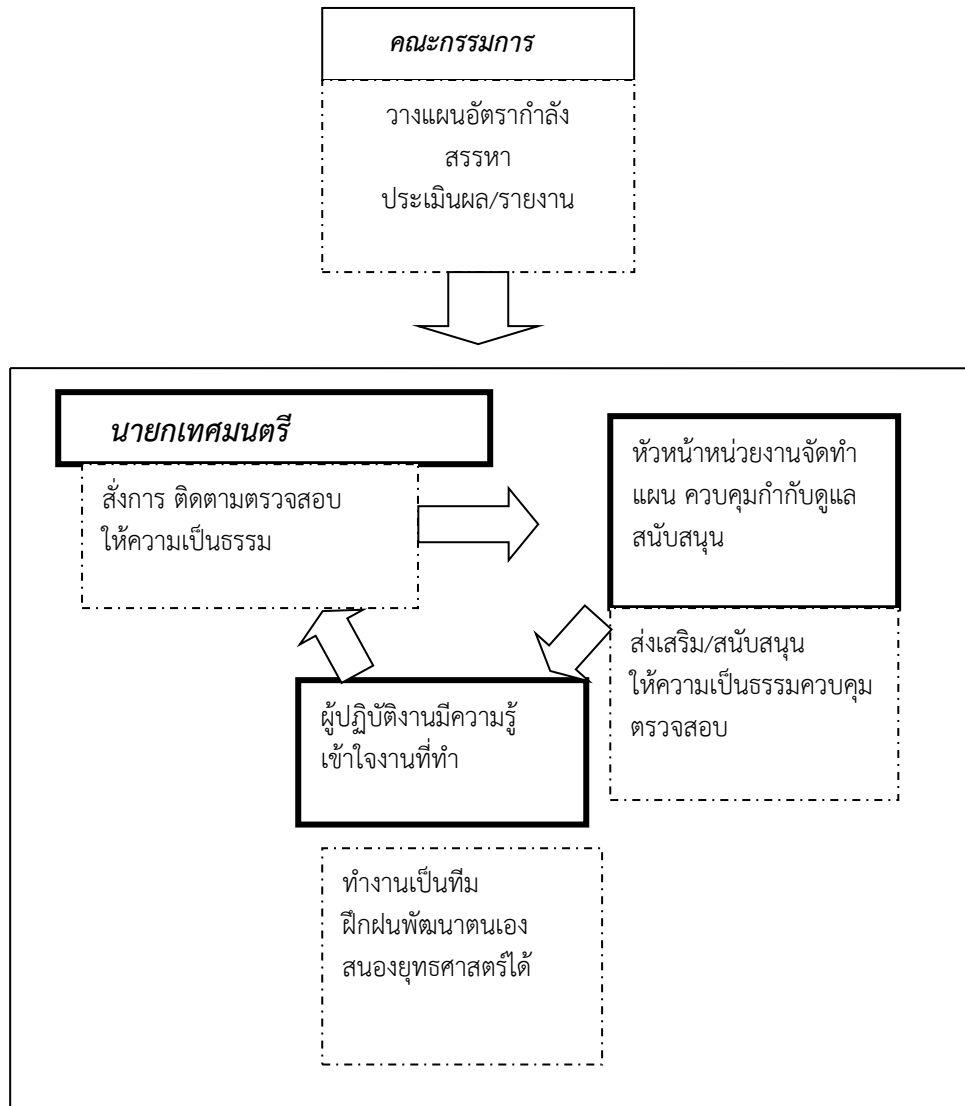 คณะกรรมการ
วางแผนอัตรากำลัง
สรรหา
ประเมินผล/รายงาน
นายกเทศมนตรี
สั่งการ ติดตามตรวจสอบ
ให้ความเป็นธรรม
หัวหน้าหน่วยงานจัดทำ
แผน ควบคุมกำกับดูแล
สนับสนุน
ส่งเสริม/สนับสนุน
ให้ความเป็นธรรมควบคุม
ตรวจสอบ
ผู้ปฏิบัติงานมีความรู้
เข้าใจงานที่ทำ
ทำงานเป็นทีม
ฝึกฝนพัฒนาตนเอง
สนองยุทธศาสตร์ได้